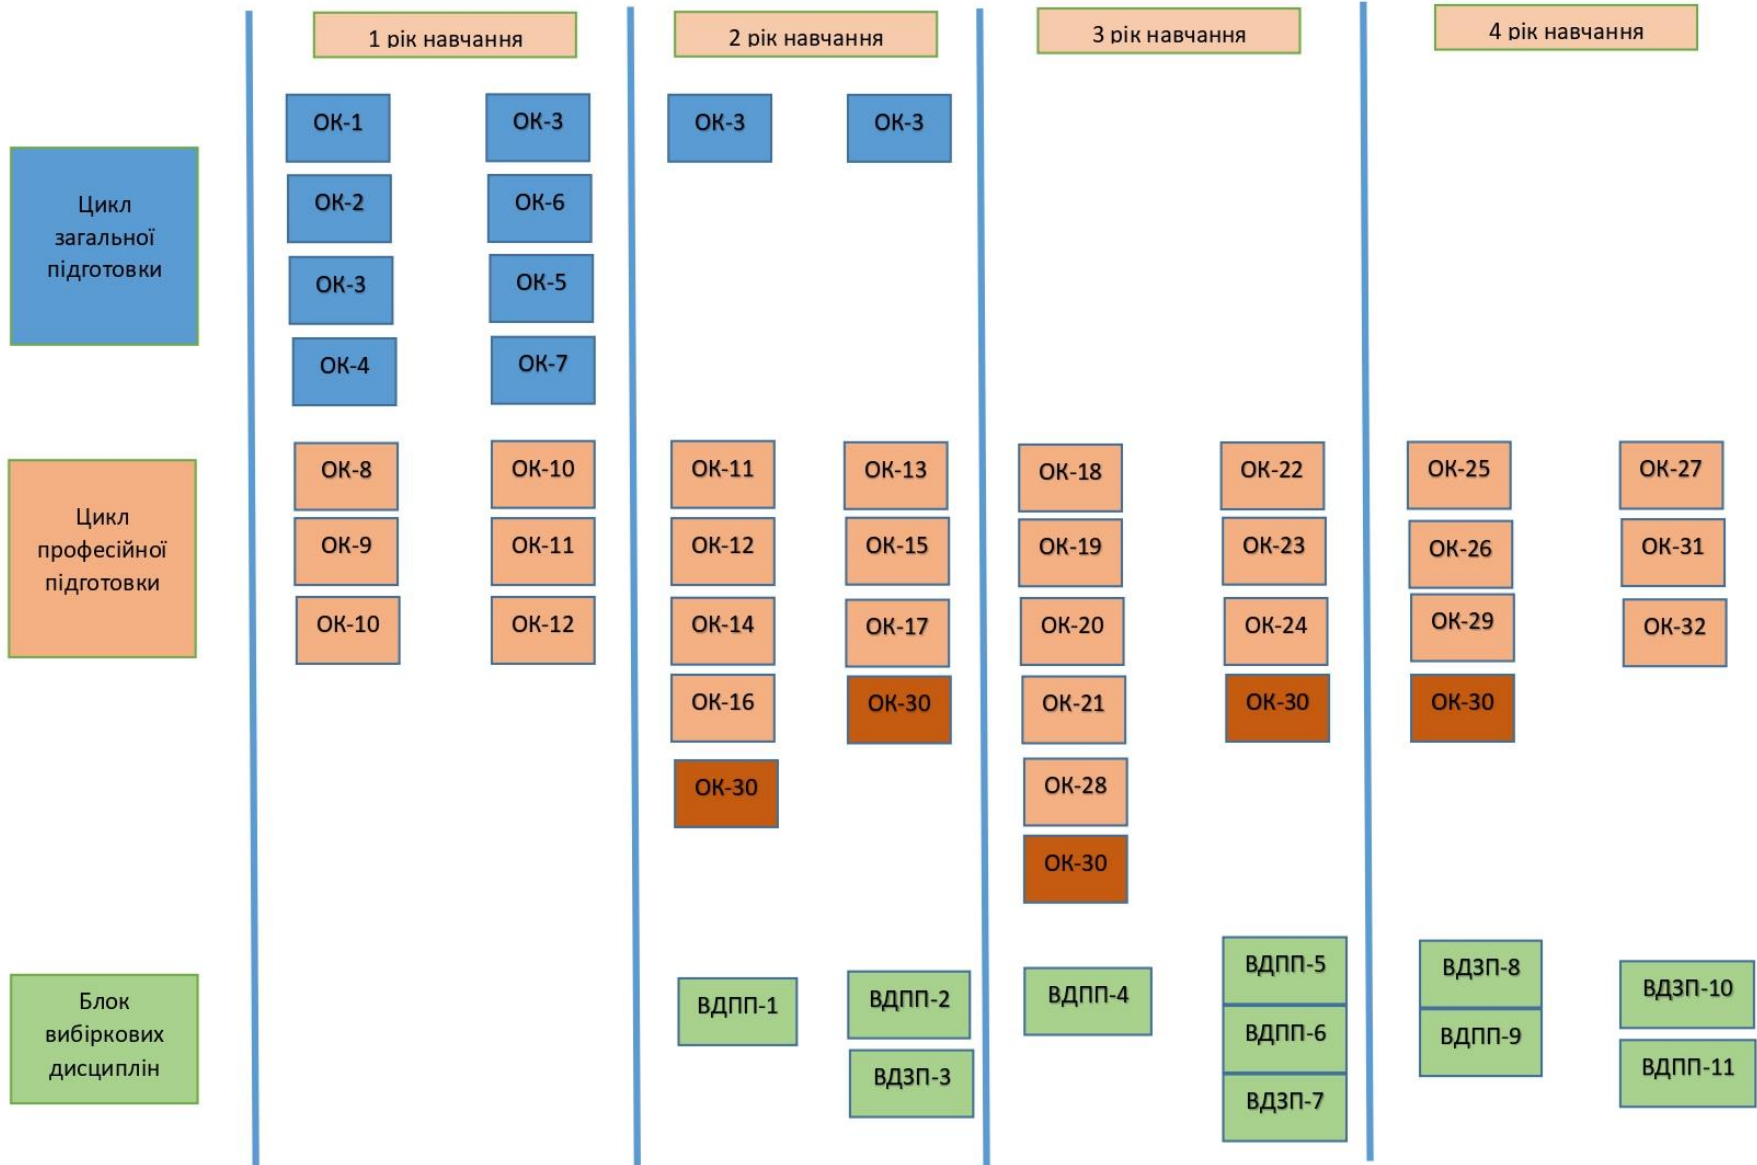 1 рік навчання
2 рік навчання
3 рік навчання
4 рік навчання
Цикл
загальної
підготовки
ОК-1
ОК-3
ОК-3
ОК-3
ОК-2
ОК-6
ОК-3
ОК-5
ОК-4
ОК-7
Цикл
професійної
підготовки
ОК-8
ОК-10
ОК-11
ОК-13
ОК-18
ОК-22
ОК-25
ОК-27
ОК-9
ОК-11
ОК-12
ОК-15
ОК-19
ОК-23
ОК-26
ОК-31
ОК-10
ОК-12
ОК-14
ОК-17
ОК-20
ОК-24
ОК-29
ОК-32
ОК-16
ОК-30
ОК-21
ОК-30
ОК-30
ОК-30
ОК-28
ОК-30
Блок
вибіркових
дисциплін
ВДПП-1
ВДПП-2
ВДЗП-3
ВДПП-4
ВДПП-5
ВДПП-6
ВДЗП-7
ВДЗП-8
ВДПП-9
ВДЗП-10
ВДПП-11